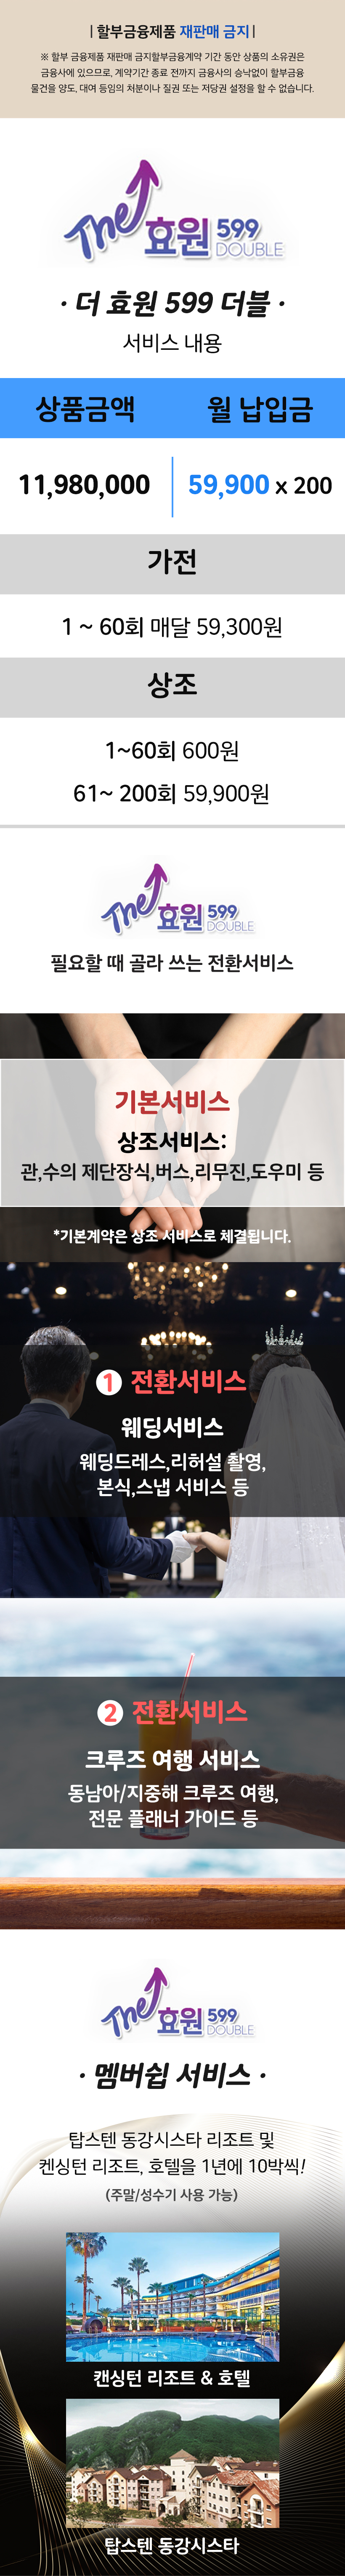 | 할부금융제품 재판매 금지 |
※ 할부 금융제품 재판매 금지할부금융계약 기간 동안 상품의 소유권은
금융사에 있으므로, 계약기간 종료 전까지 금융사의 승낙없이 할부금융
물건을 양도, 대여 등임의 처분이나 질권 또는 저당권 설정을 할 수 없습니다.
The 효원 599
DOUBLE
· 더 효원 599 더블 ·
서비스 내용
상품금액 월 납입금
11,980,000 59,900 x 200
가전
1 ~ 60회 매달 59,300원
상조
1~60회 600원
61~ 200회 59,900원
The 효원 599
DOUBLE
필요할 때 골라 쓰는 전환서비스
기본서비스
상조서비스:
관,수의 제단장식,버스,리무진,도우미 등
*기본계약은 상조 서비스로 체결됩니다.
1 전환서비스
웨딩서비스
웨딩드레스,리허설 촬영,
본식,스냅 서비스 등
2 전환서비스
크루즈 여행 서비스
동남아/지중해 크루즈 여행,
전문 플래너 가이드 등
The 효원 599
DOUBLE
· 멤버쉽 서비스 ·
탑스텐 동강시스타 리조트 및
켄싱턴 리조트, 호텔을 1년에 10박씩!
(주말/성수기 사용 가능)
캔싱턴 리조트 & 호텔
탑스텐 동강시스타